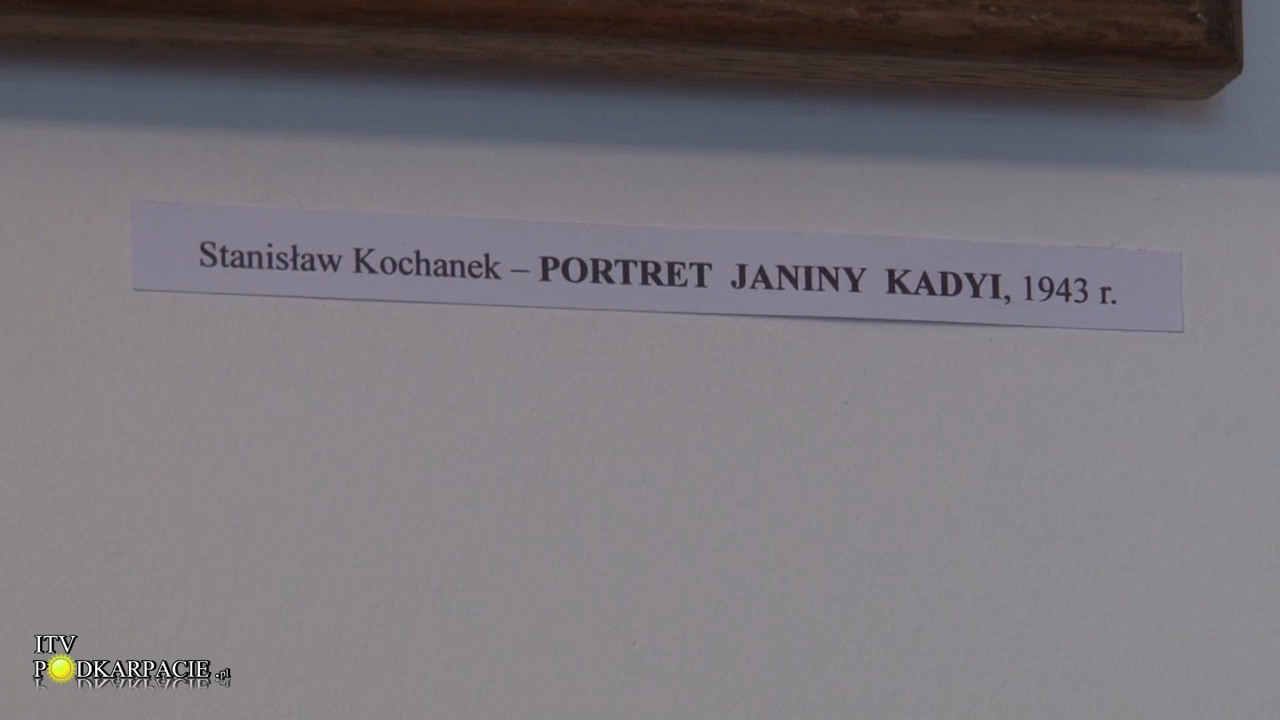 Stanisław Kochanek – PORTRET JANINY KADYI, 1943 r.
ITV
PODKARPACIE.pl